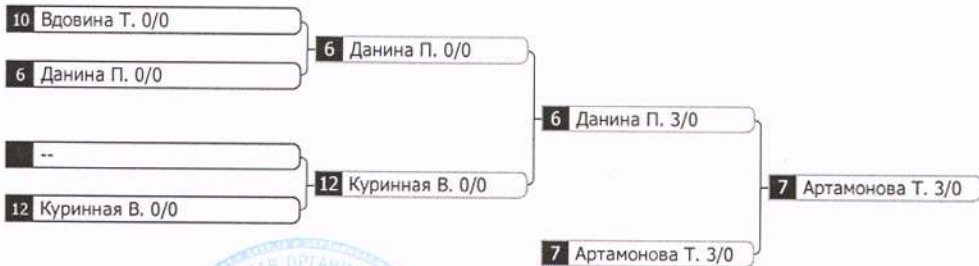 10 Вдовина Т. 0/0
6 Данина П. 0/0
6 Данина П. 0/0
--
12 Куринная В. 0/0
12 Куринная В. 0/0
6 Данина П. 3/0
7 Артамонова Т. 3/0
7 Артамонова Т. 3/0